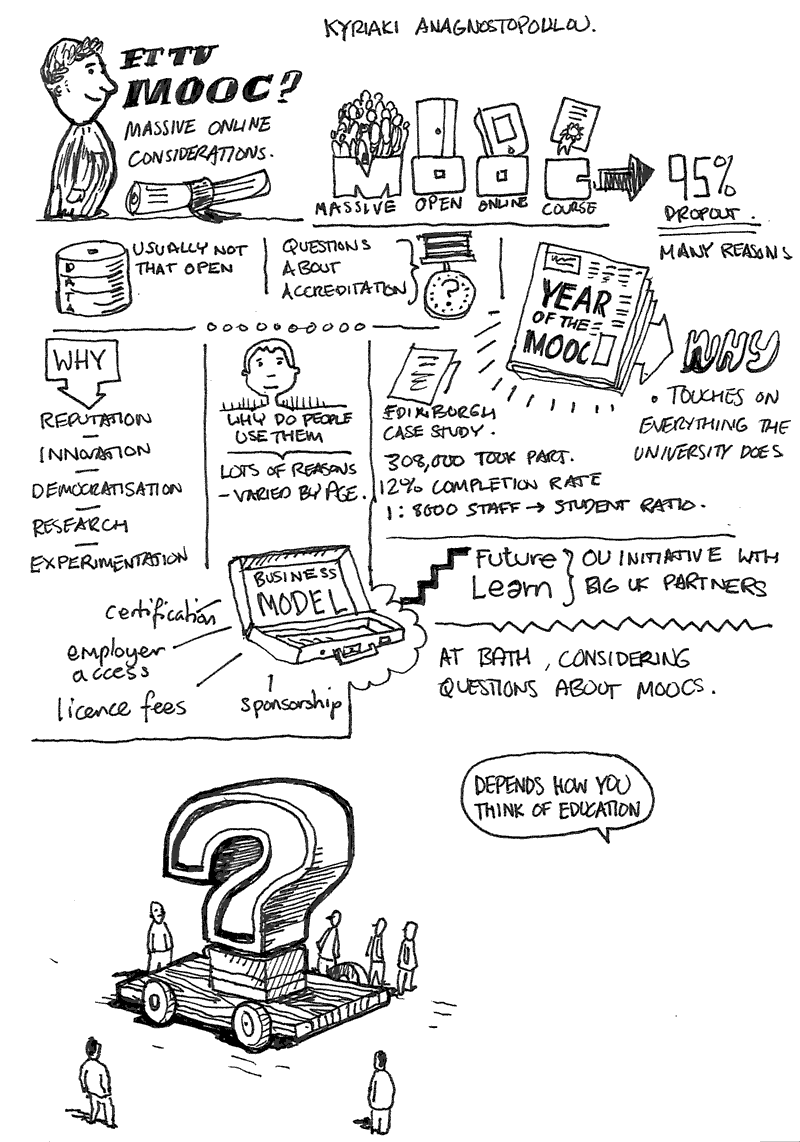 KYRIAKI ANAGNOSTOPOULOU.
ET TU
MOOC?
MASSIVE ONLINE
CONSIDERATIONS.
MASSIVE
OPEN
ONLINE
COURSE
95%
DROPOUT.
MANY REASONS
DATA
USUALLY NOT
THAT OPEN
QUESTIONS
ABOUT
ACCREDITATION
?
YEAR
OF THE
MOOC
WHY
• TOUCHES ON
EVERYTHING THE
UNIVERSITY DOES
WHY
REPUTATION
INNOVATION
DEMOCRATISATION
RESEARCH
EXPERIMENTATION
WHY DO PEOPLE
USE THEM
LOTS OF REASONS
- VARIED BY AGE.
EDINBURGH
CASE STUDY.
308,000 TOOK PART.
12% COMPLETION RATE
1:8600 STAFF → STUDENT RATIO.
Future
Learn
OU INITIATIVE WITH
BIG UK PARTNERS
BUSINESS
MODEL
certification
employer
access
licence fees
sponsorship
AT BATH, CONSIDERING
QUESTIONS ABOUT MOOCS.
DEPENDS HOW YOU
THINK OF EDUCATION
?